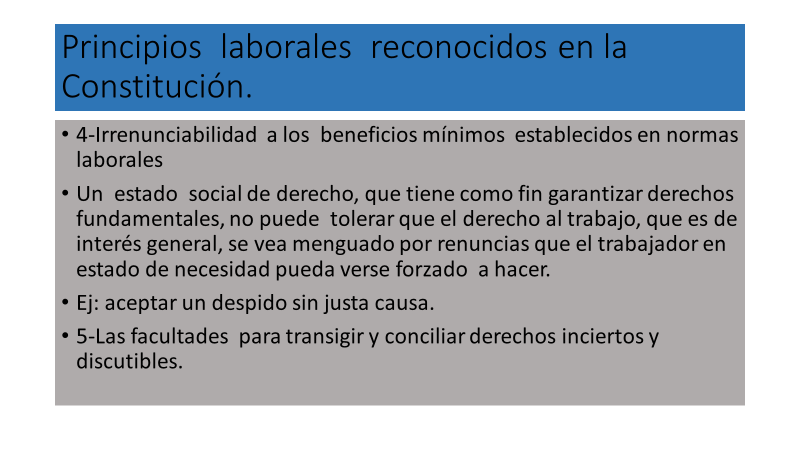 Principios laborales reconocidos en la
Constitución.
• 4-Irrenunciabilidad a los beneficios mínimos establecidos en normas
laborales
• Un estado social de derecho, que tiene como fin garantizar derechos
fundamentales, no puede tolerar que el derecho al trabajo, que es de
interés general, se vea menguado por renuncias que el trabajador en
estado de necesidad pueda verse forzado a hacer.
• Ej: aceptar un despido sin justa causa.
• 5-Las facultades para transigir y conciliar derechos inciertos y
discutibles.